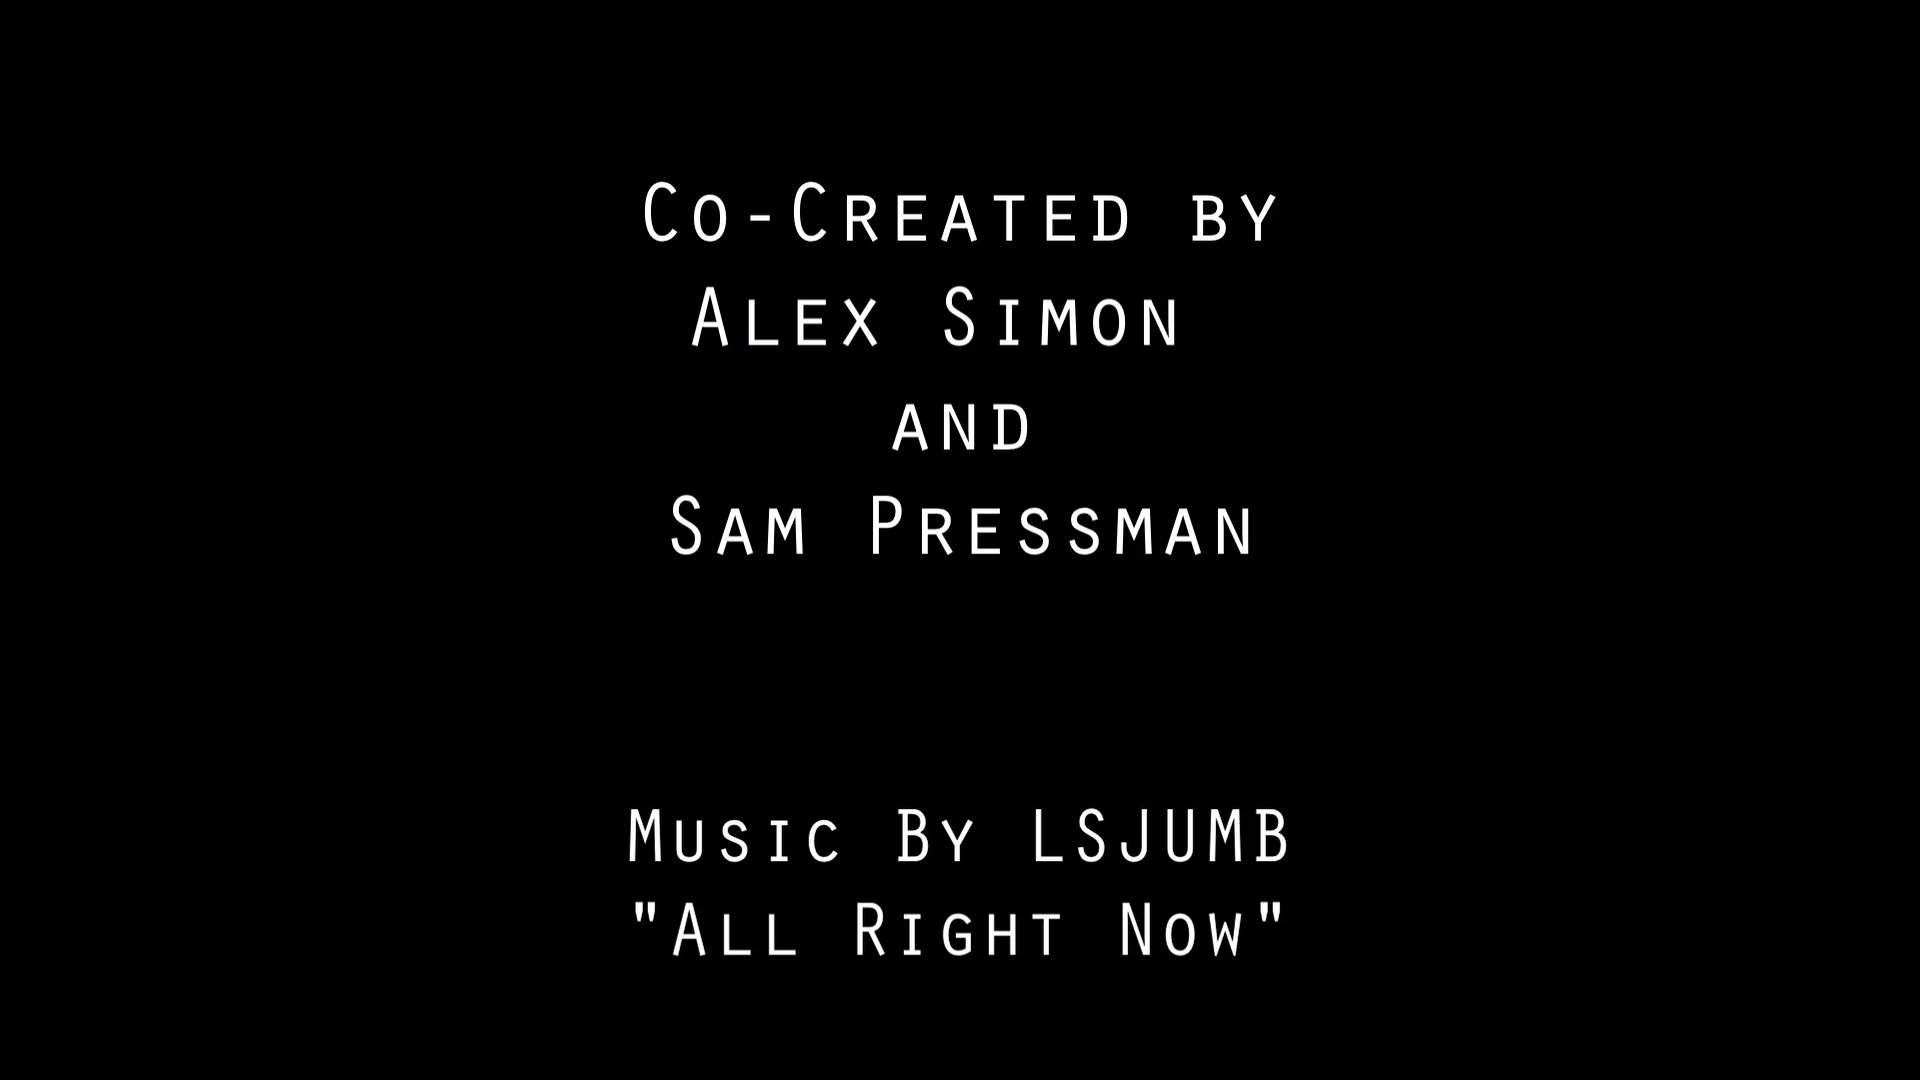 Co-Created by
Alex Simon
and
Sam Pressman
Music By LSJUMB
"All Right Now"